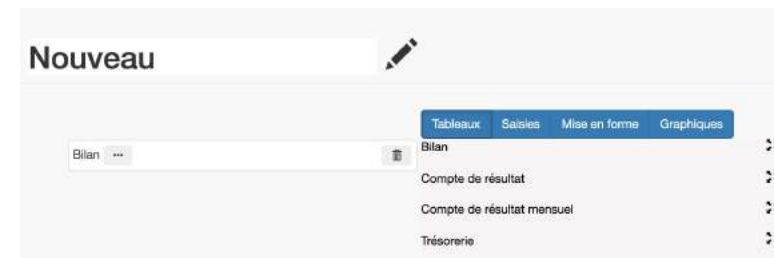 Nouveau
Tableaux Saisies Mise en forme Graphiques
Bilan ...
Bilan
Compte de résultat
Compte de résultat mensuel
Trésorerie